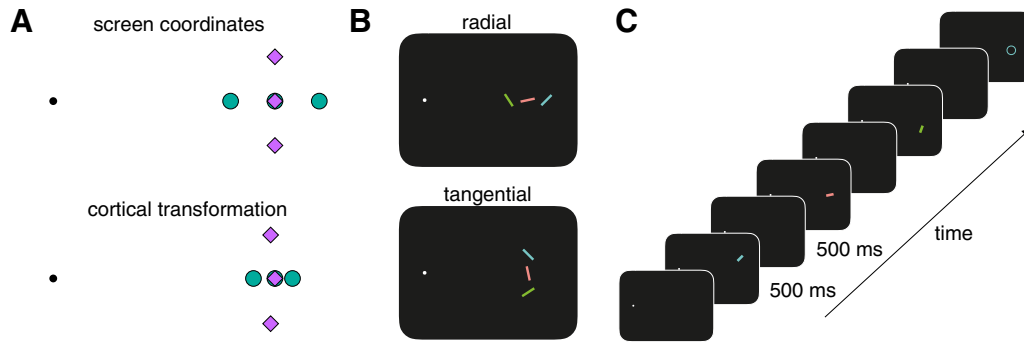 A
screen coordinates
cortical transformation
B
radial
tangential
C
500 ms
500 ms
time